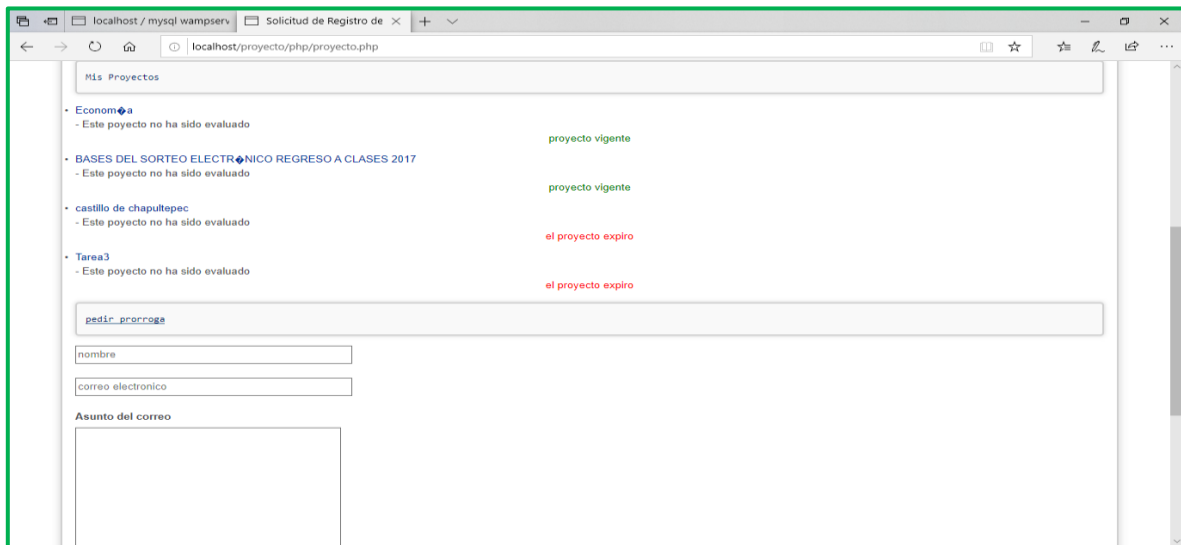 localhost / mysql wampserv
Solicitud de Registro de
localhost/proyecto/php/proyecto.php
Mis Proyectos
Econom�a
- Este poyecto no ha sido evaluado
proyecto vigente
BASES DEL SORTEO ELECTR�NICO REGRESO A CLASES 2017
- Este poyecto no ha sido evaluado
proyecto vigente
castillo de chapultepec
- Este poyecto no ha sido evaluado
el proyecto expiro
Tarea3
- Este poyecto no ha sido evaluado
el proyecto expiro
pedir prorroga
nombre
correo electronico
Asunto del correo